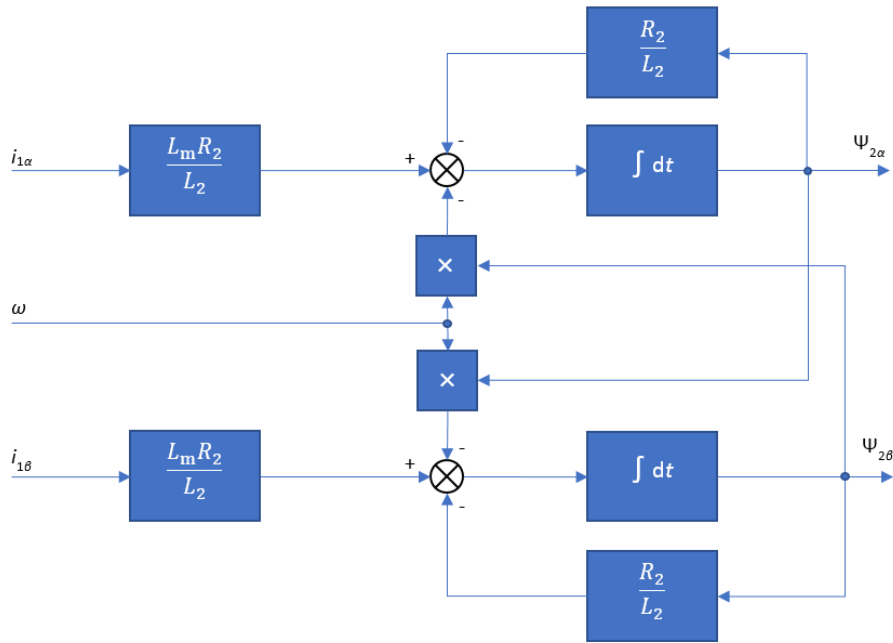 R₂
L₂
-
i₁α
LₘR₂
L₂
+
∫ dt
Ψ₂α
-
×
ω
×
i₁β
LₘR₂
L₂
-
+
∫ dt
Ψ₂β
-
R₂
L₂